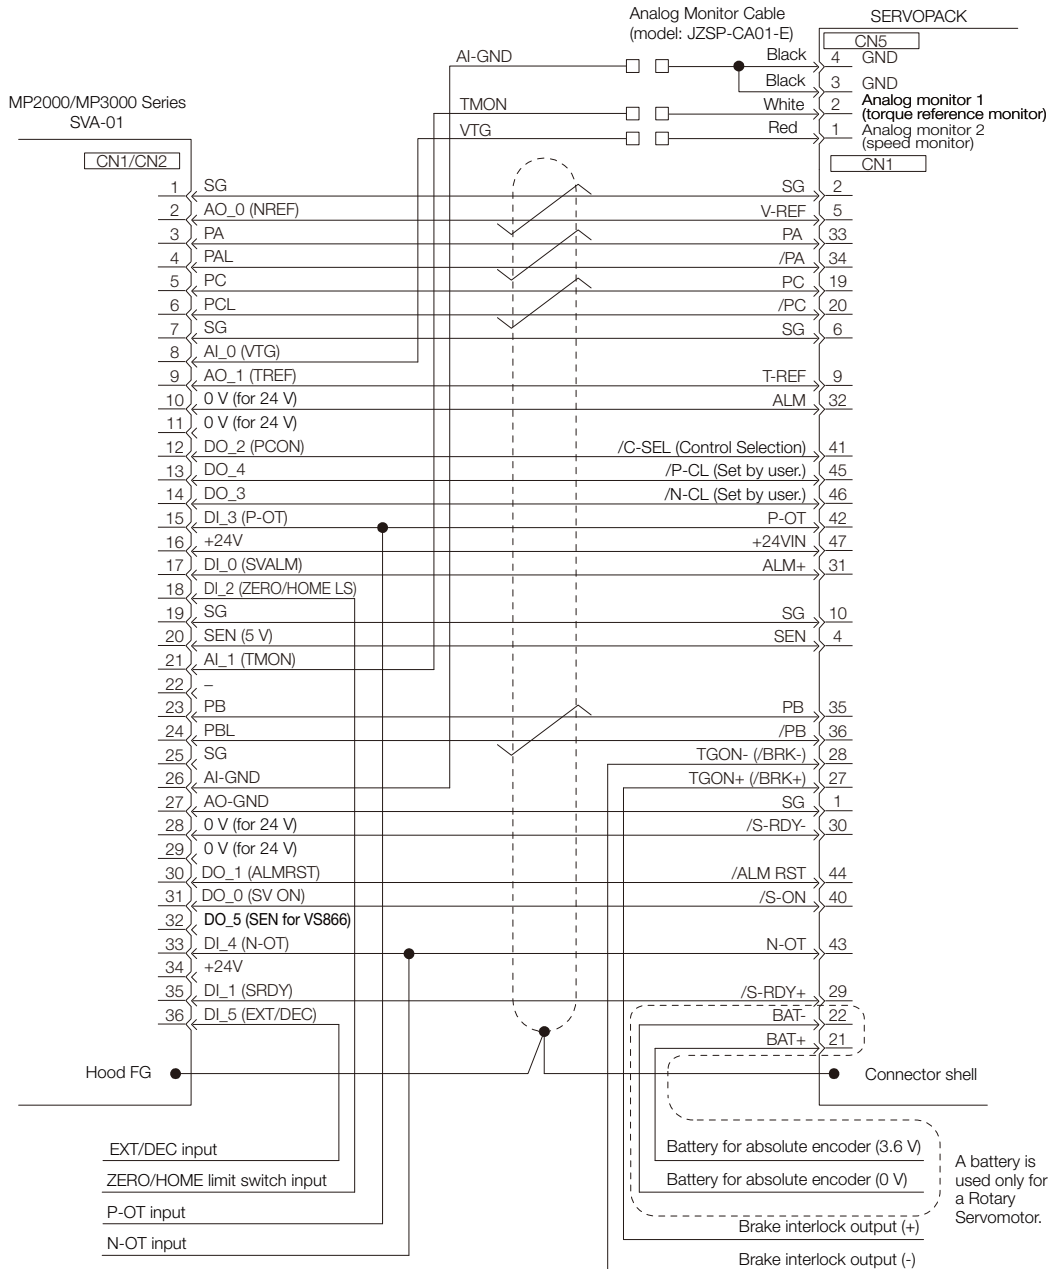 Analog Monitor Cable
(model: JZSP-CA01-E)
SERVOPACK
CN5
AI-GND
Black
4 GND
Black
3 GND
MP2000/MP3000 Series
SVA-01
TMON
White
2 Analog monitor 1
(torque reference monitor)
VTG
Red
1 Analog monitor 2
(speed monitor)
CN1/CN2
CN1
1 SG SG 2
2 AO_0 (NREF) V-REF 5
3 PA PA 33
4 PAL /PA 34
5 PC PC 19
6 PCL /PC 20
7 SG SG 6
8 AI_0 (VTG)
9 AO_1 (TREF) T-REF 9
10 0 V (for 24 V) ALM 32
11 0 V (for 24 V)
12 DO_2 (PCON) /C-SEL (Control Selection) 41
13 DO_4 /P-CL (Set by user.) 45
14 DO_3 /N-CL (Set by user.) 46
15 DI_3 (P-OT) P-OT 42
16 +24V +24VIN 47
17 DI_0 (SVALM) ALM+ 31
18 DI_2 (ZERO/HOME LS)
19 SG SG 10
20 SEN (5 V) SEN 4
21 AI_1 (TMON)
22 –
23 PB PB 35
24 PBL /PB 36
25 SG TGON- (/BRK-) 28
26 AI-GND TGON+ (/BRK+) 27
27 AO-GND SG 1
28 0 V (for 24 V) /S-RDY- 30
29 0 V (for 24 V)
30 DO_1 (ALMRST) /ALM RST 44
31 DO_0 (SV ON) /S-ON 40
32 DO_5 (SEN for VS866)
33 DI_4 (N-OT) N-OT 43
34 +24V
35 DI_1 (SRDY) /S-RDY+ 29
36 DI_5 (EXT/DEC) BAT- 22
BAT+ 21
Hood FG
Connector shell
EXT/DEC input
ZERO/HOME limit switch input
P-OT input
N-OT input
Battery for absolute encoder (3.6 V)
Battery for absolute encoder (0 V)
Brake interlock output (+)
Brake interlock output (-)
A battery is
used only for
a Rotary
Servomotor.